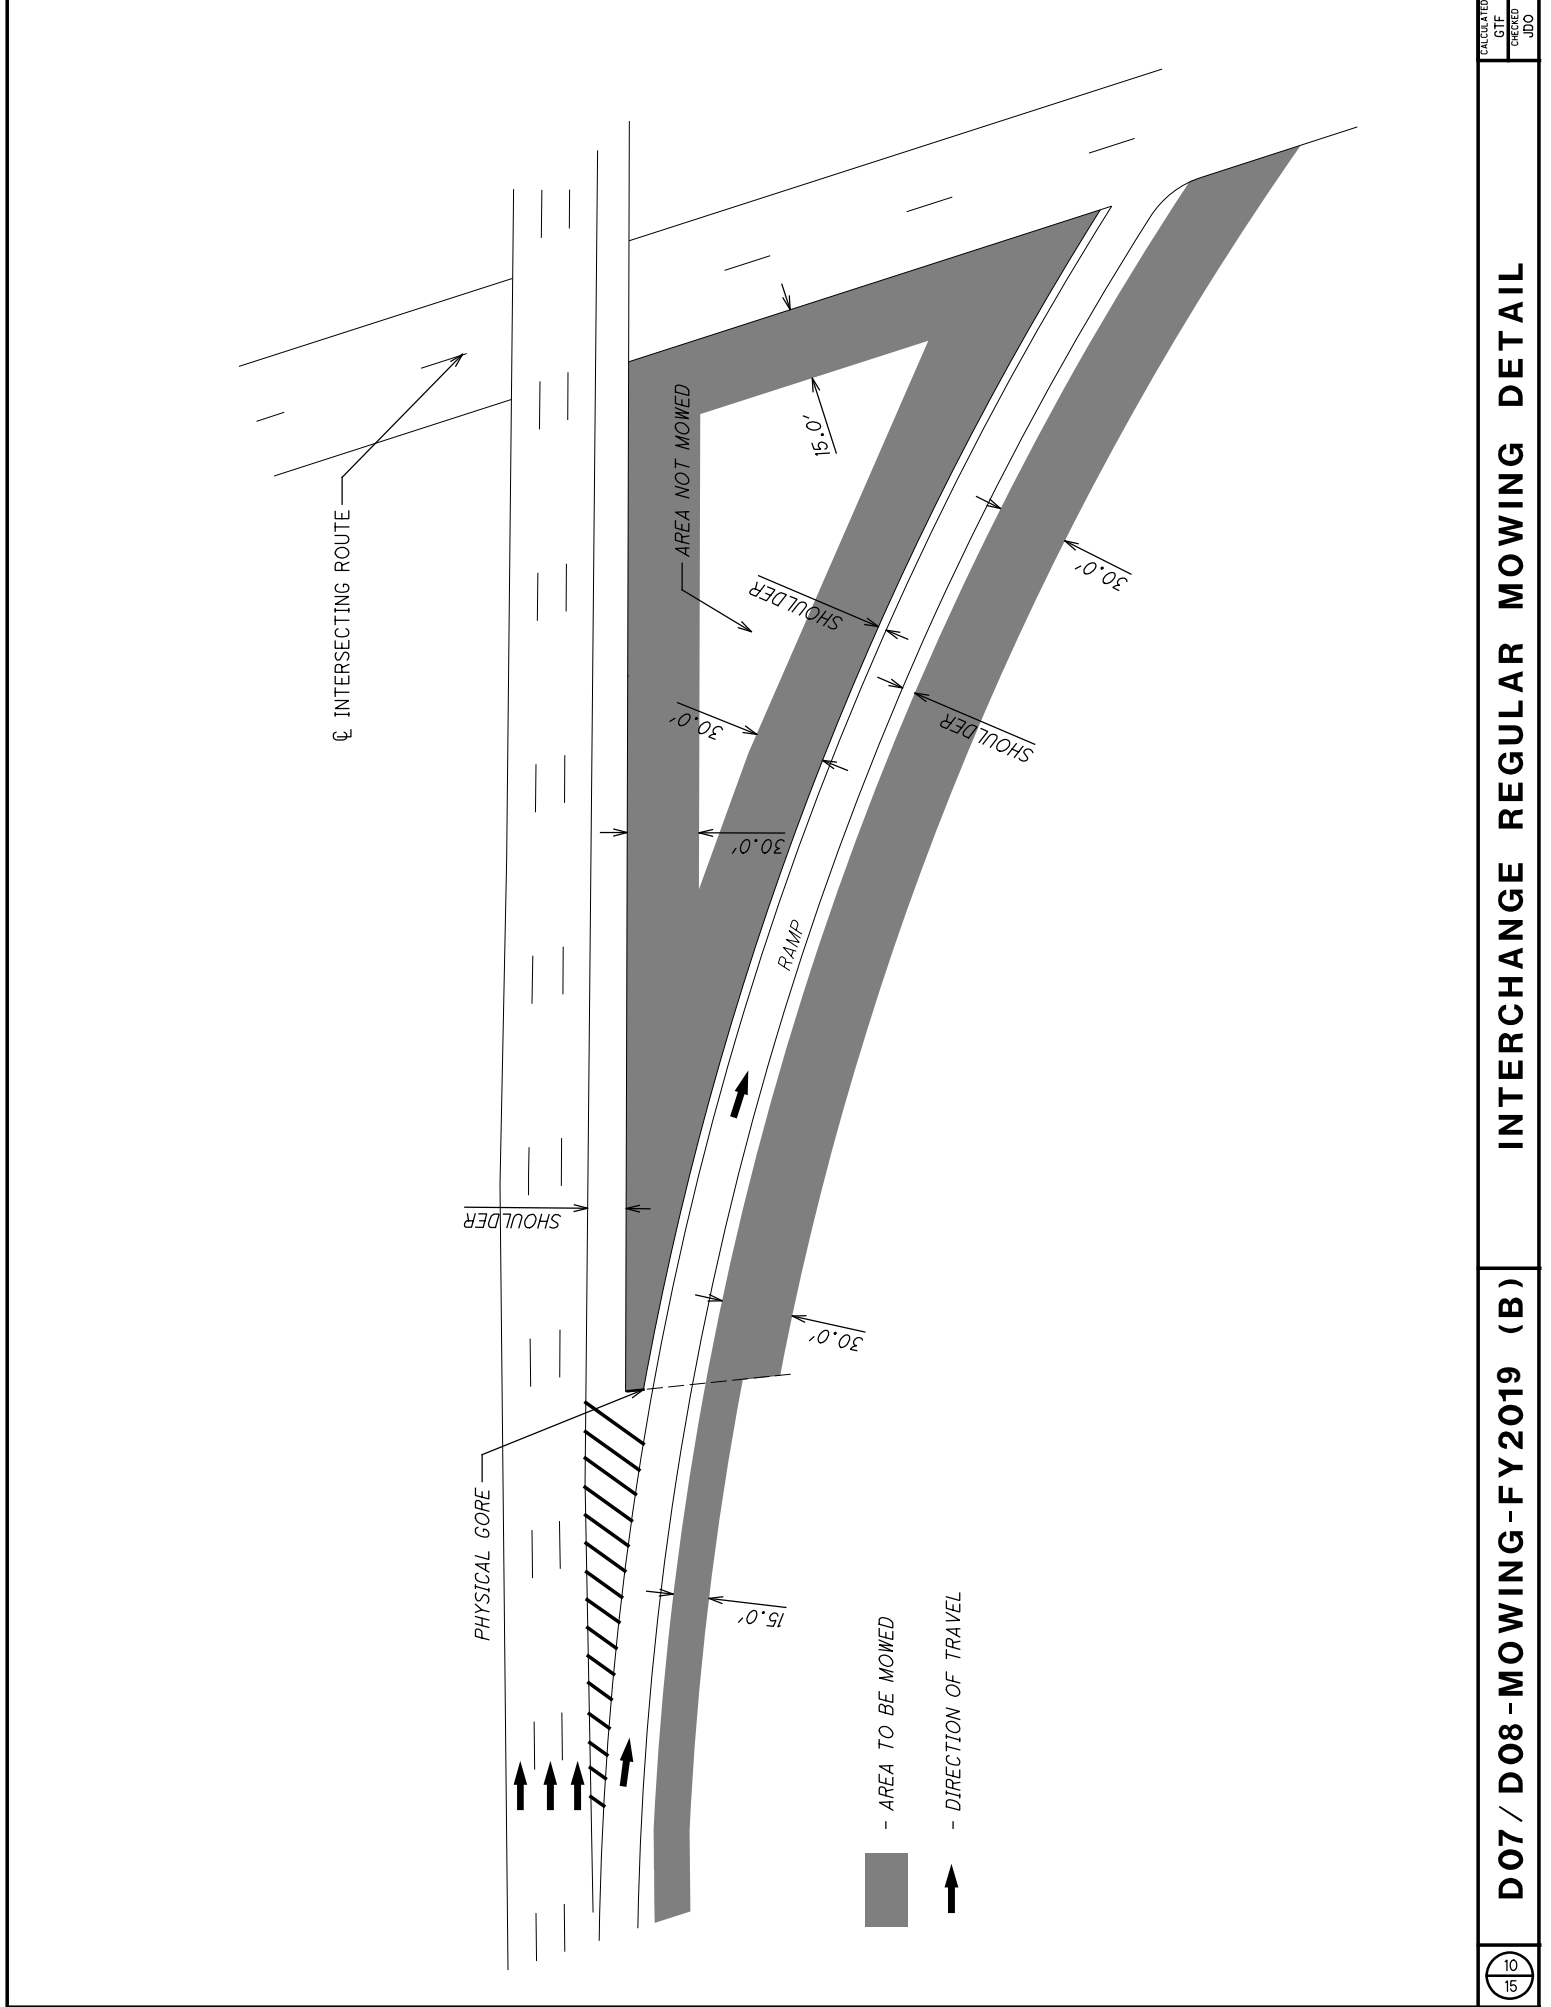 ℄ INTERSECTING ROUTE
AREA NOT MOWED
15.0'
SHOULDER
30.0'
30.0'
30.0'
SHOULDER
RAMP
SHOULDER
30.0'
PHYSICAL GORE
15.0'
- AREA TO BE MOWED
- DIRECTION OF TRAVEL
CALCULATED
GTF
CHECKED
JDO
INTERCHANGE REGULAR MOWING DETAIL
D07/D08-MOWING-FY2019 (B)
10
15